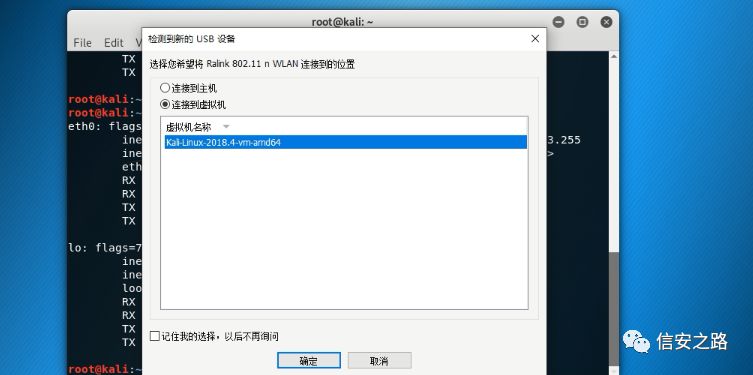 root@kali: ~
File Edit V
检测到新的 USB 设备
选择您希望将 Ralink 802.11 n WLAN 连接到的位置
连接到主机
连接到虚拟机
虚拟机名称
Kali-Linux-2018.4-vm-amd64
记住我的选择，以后不再询问
确定
取消
TX
TX
root@kali:~
root@kali:~
eth0: flags
ine
3.255
ine
>
eth
RX
RX
TX
TX
lo: flags=7
ine
ine
loo
RX
RX
TX
TX
root@kali:~
信安之路